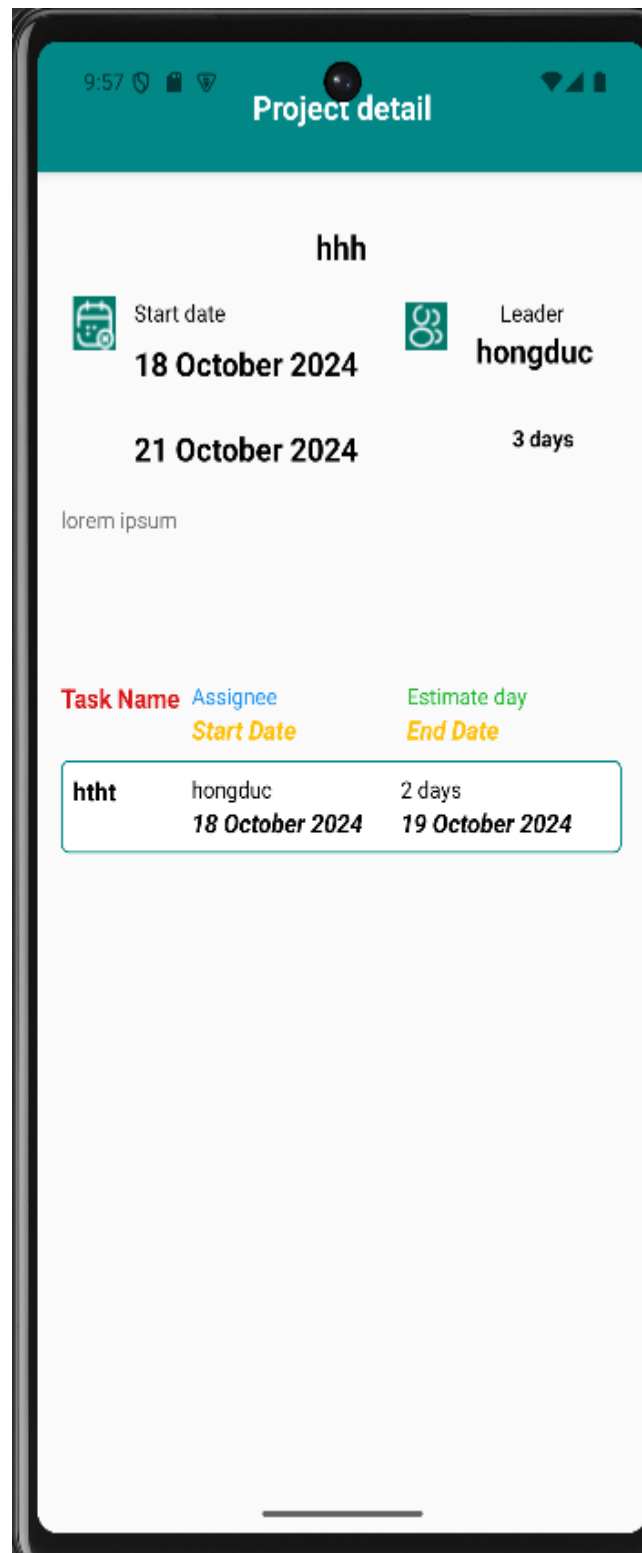 9:57
Project detail
hhh
Start date
Leader
18 October 2024
hongduc
21 October 2024
3 days
lorem ipsum
Task Name Assignee Estimate day
Start Date End Date
htht hongduc 2 days
18 October 2024 19 October 2024